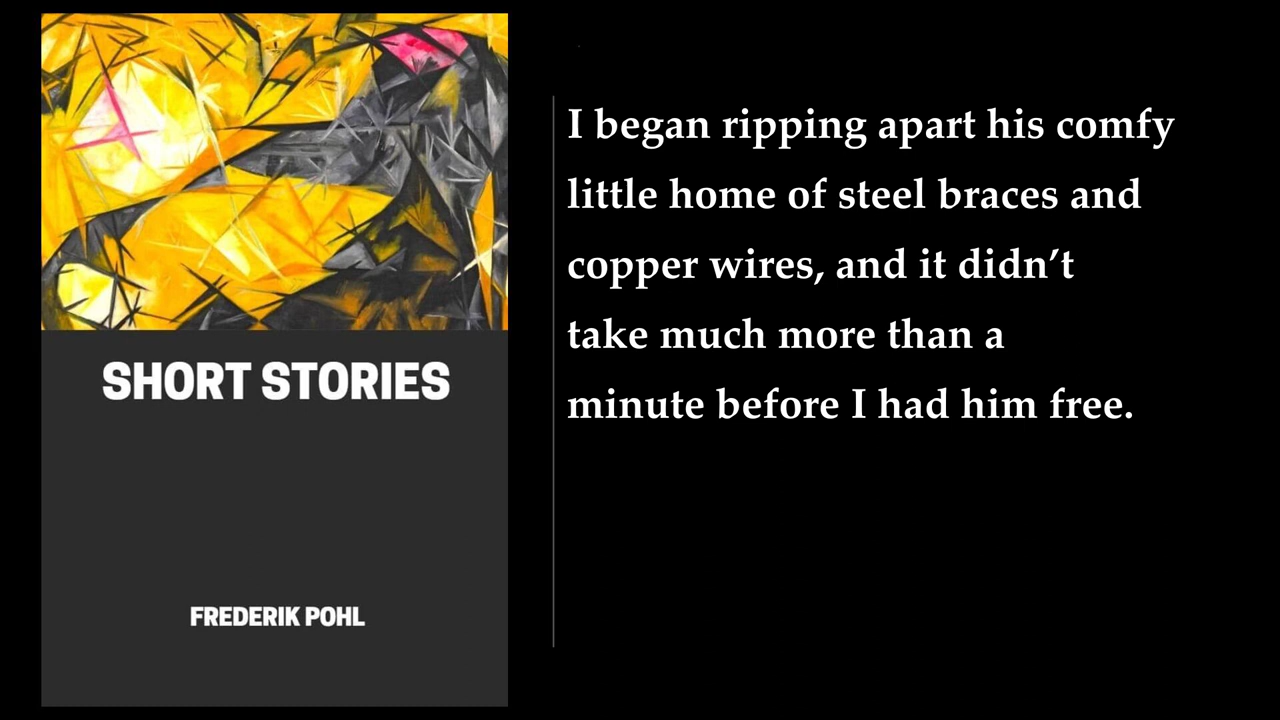 SHORT STORIES
FREDERIK POHL
I began ripping apart his comfy
little home of steel braces and
copper wires, and it didn’t
take much more than a
minute before I had him free.